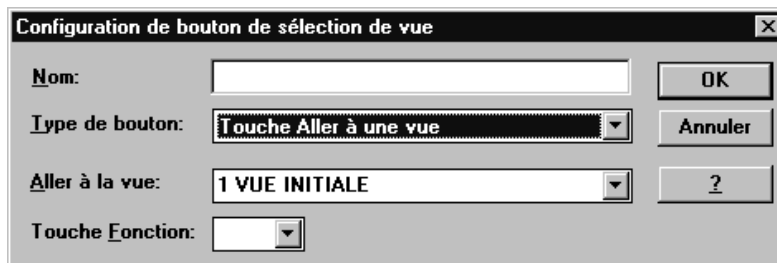 Configuration de bouton de sélection de vue
Nom:
OK
Type de bouton: Touche Aller à une vue
Annuler
Aller à la vue: 1 VUE INITIALE
?
Touche Fonction: